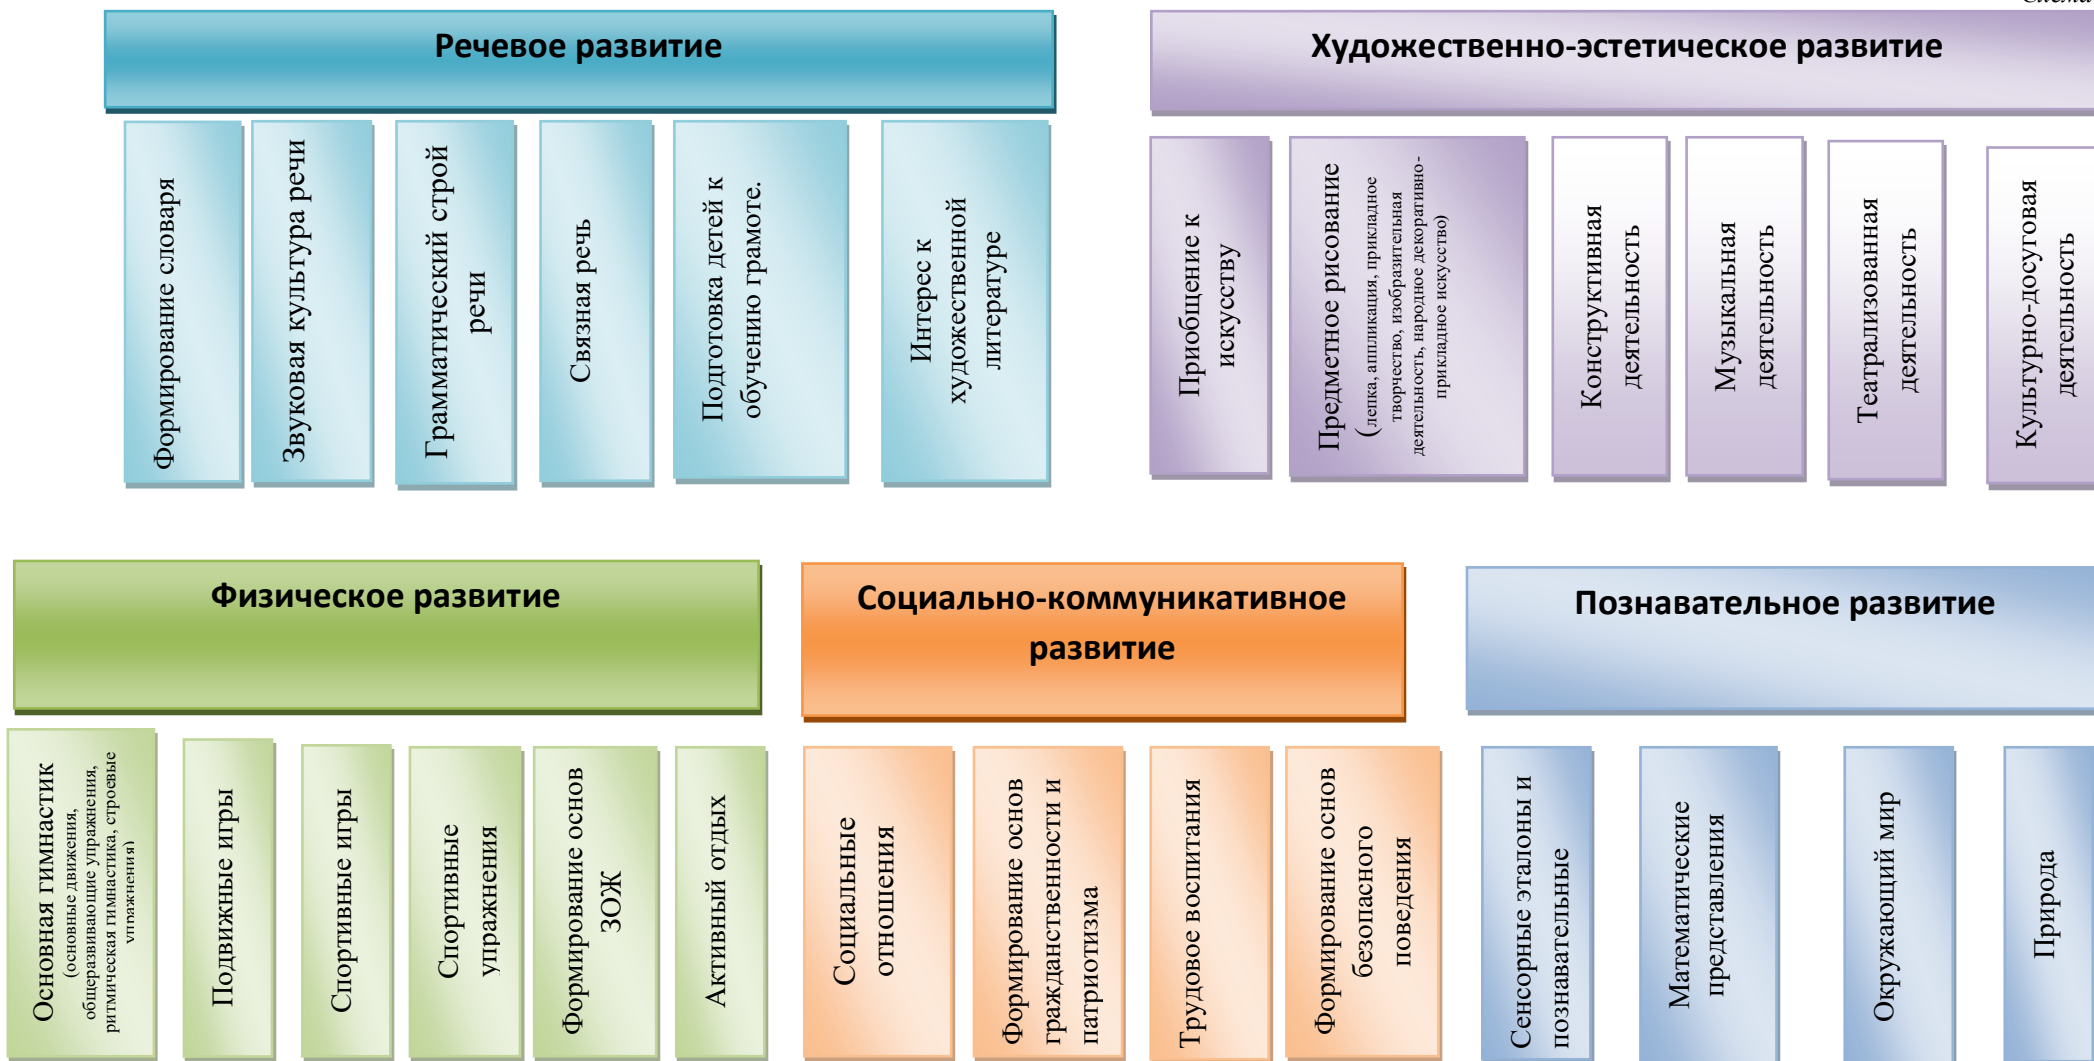 Речевое развитие
Художественно-эстетическое развитие
Формирование словаря
Звуковая культура речи
Грамматический строй
речи
Связная речь
Подготовка детей к
обучению грамоте.
Интерес к
художественной
литературе
Приобщение к
искусству
Предметное рисование
(лепка, аппликация, прикладное
творчество, изобразительная
деятельность, народное декоративно-
прикладное искусство)
Конструктивная
деятельность
Музыкальная
деятельность
Театрализованная
деятельность
Культурно-досуговая
деятельность
Физическое развитие
Социально-коммуникативное
развитие
Познавательное развитие
Основная гимнастик
(основные движения,
общеразвивающие упражнения,
ритмическая гимнастика, строевые
упражнения)
Подвижные игры
Спортивные игры
Спортивные
упражнения
Формирование основ
ЗОЖ
Активный отдых
Социальные
отношения
Формирование основ
гражданственности и
патриотизма
Трудовое воспитания
Формирование основ
безопасного
поведения
Сенсорные эталоны и
познавательные
Математические
представления
Окружающий мир
Природа